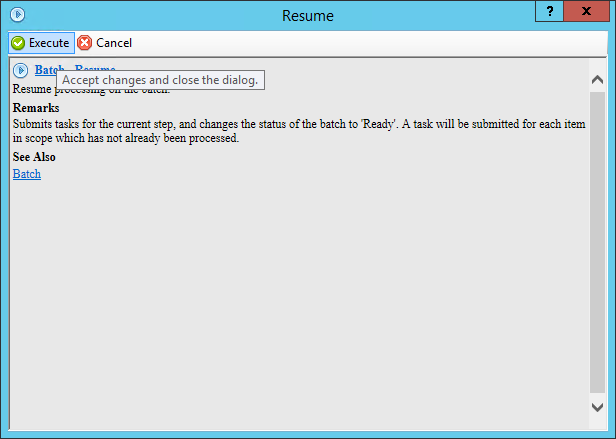 Resume
?
X
Execute Cancel
Batch - Resume
Accept changes and close the dialog.
Resume processing on the batch.
Remarks
Submits tasks for the current step, and changes the status of the batch to 'Ready'. A task will be submitted for each item
in scope which has not already been processed.
See Also
Batch